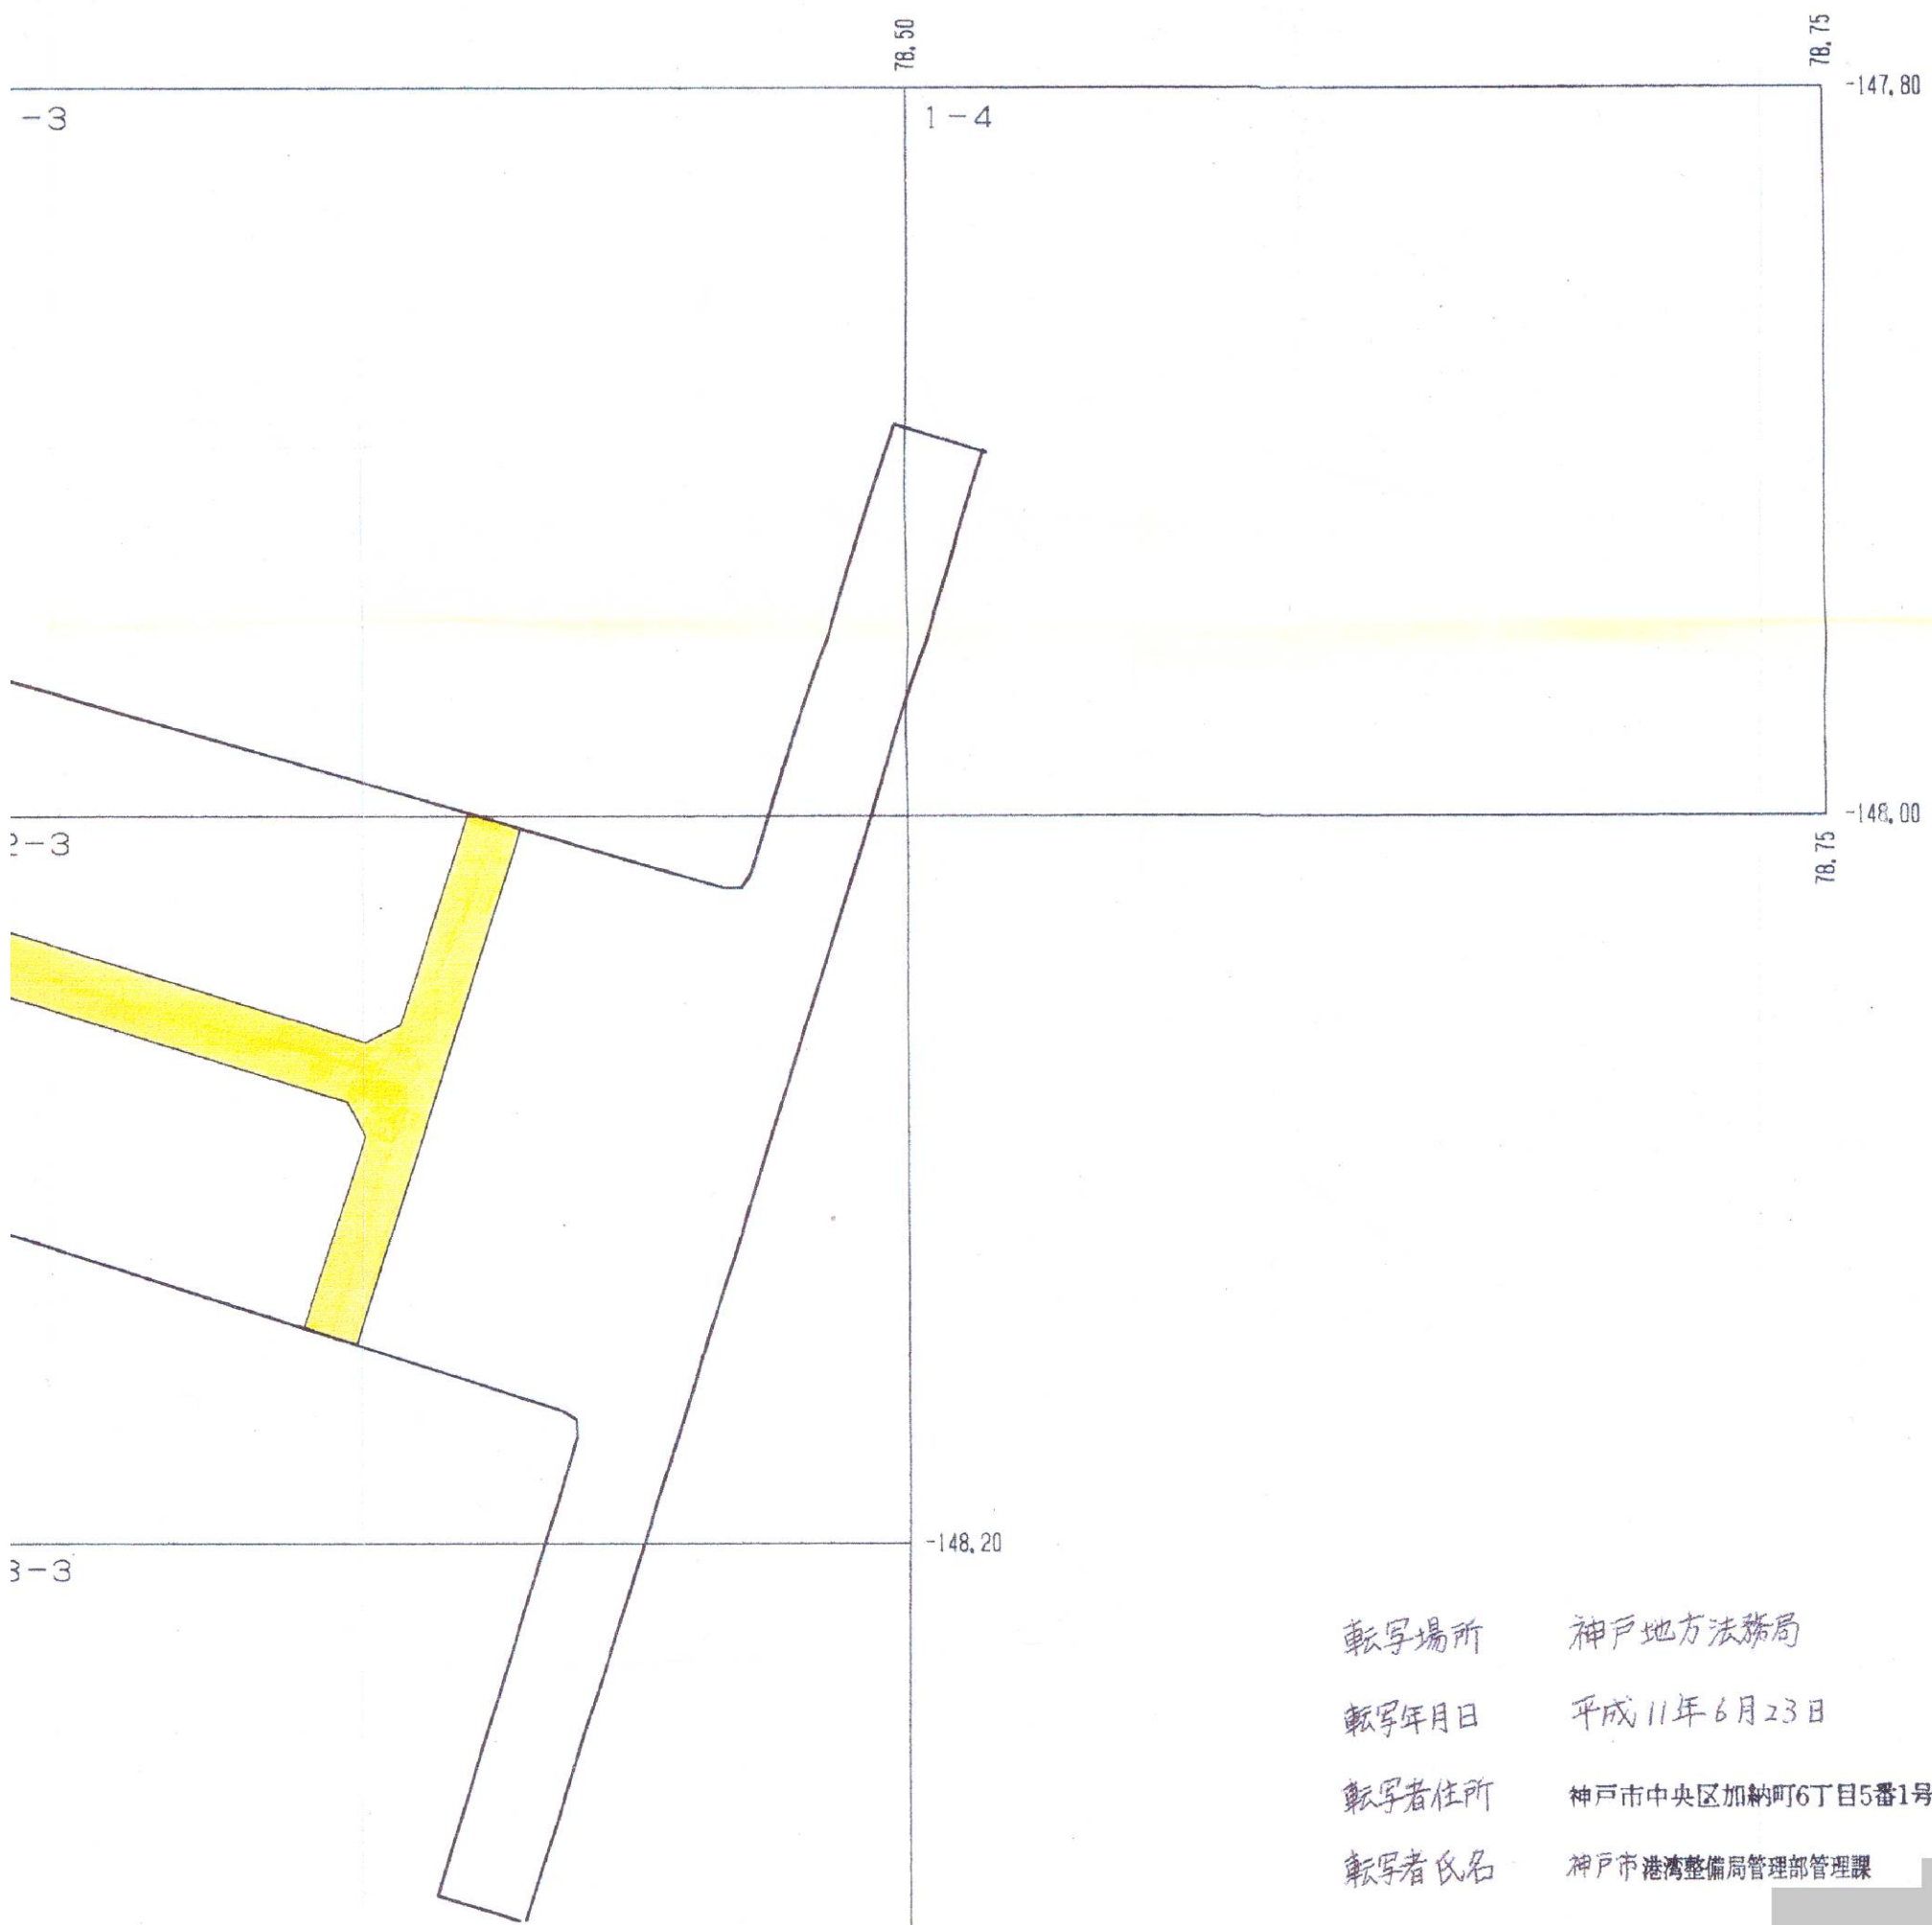 78.50
78.75
-147.80
-3
1-4
-148.00
2-3
78.75
-148.20
3-3
転写場所 神戸地方法務局
転写年月日 平成11年6月23日
転写者住所 神戸市中央区加納町6丁目5番1号
転写者氏名 神戸市港湾整備局管理部管理課